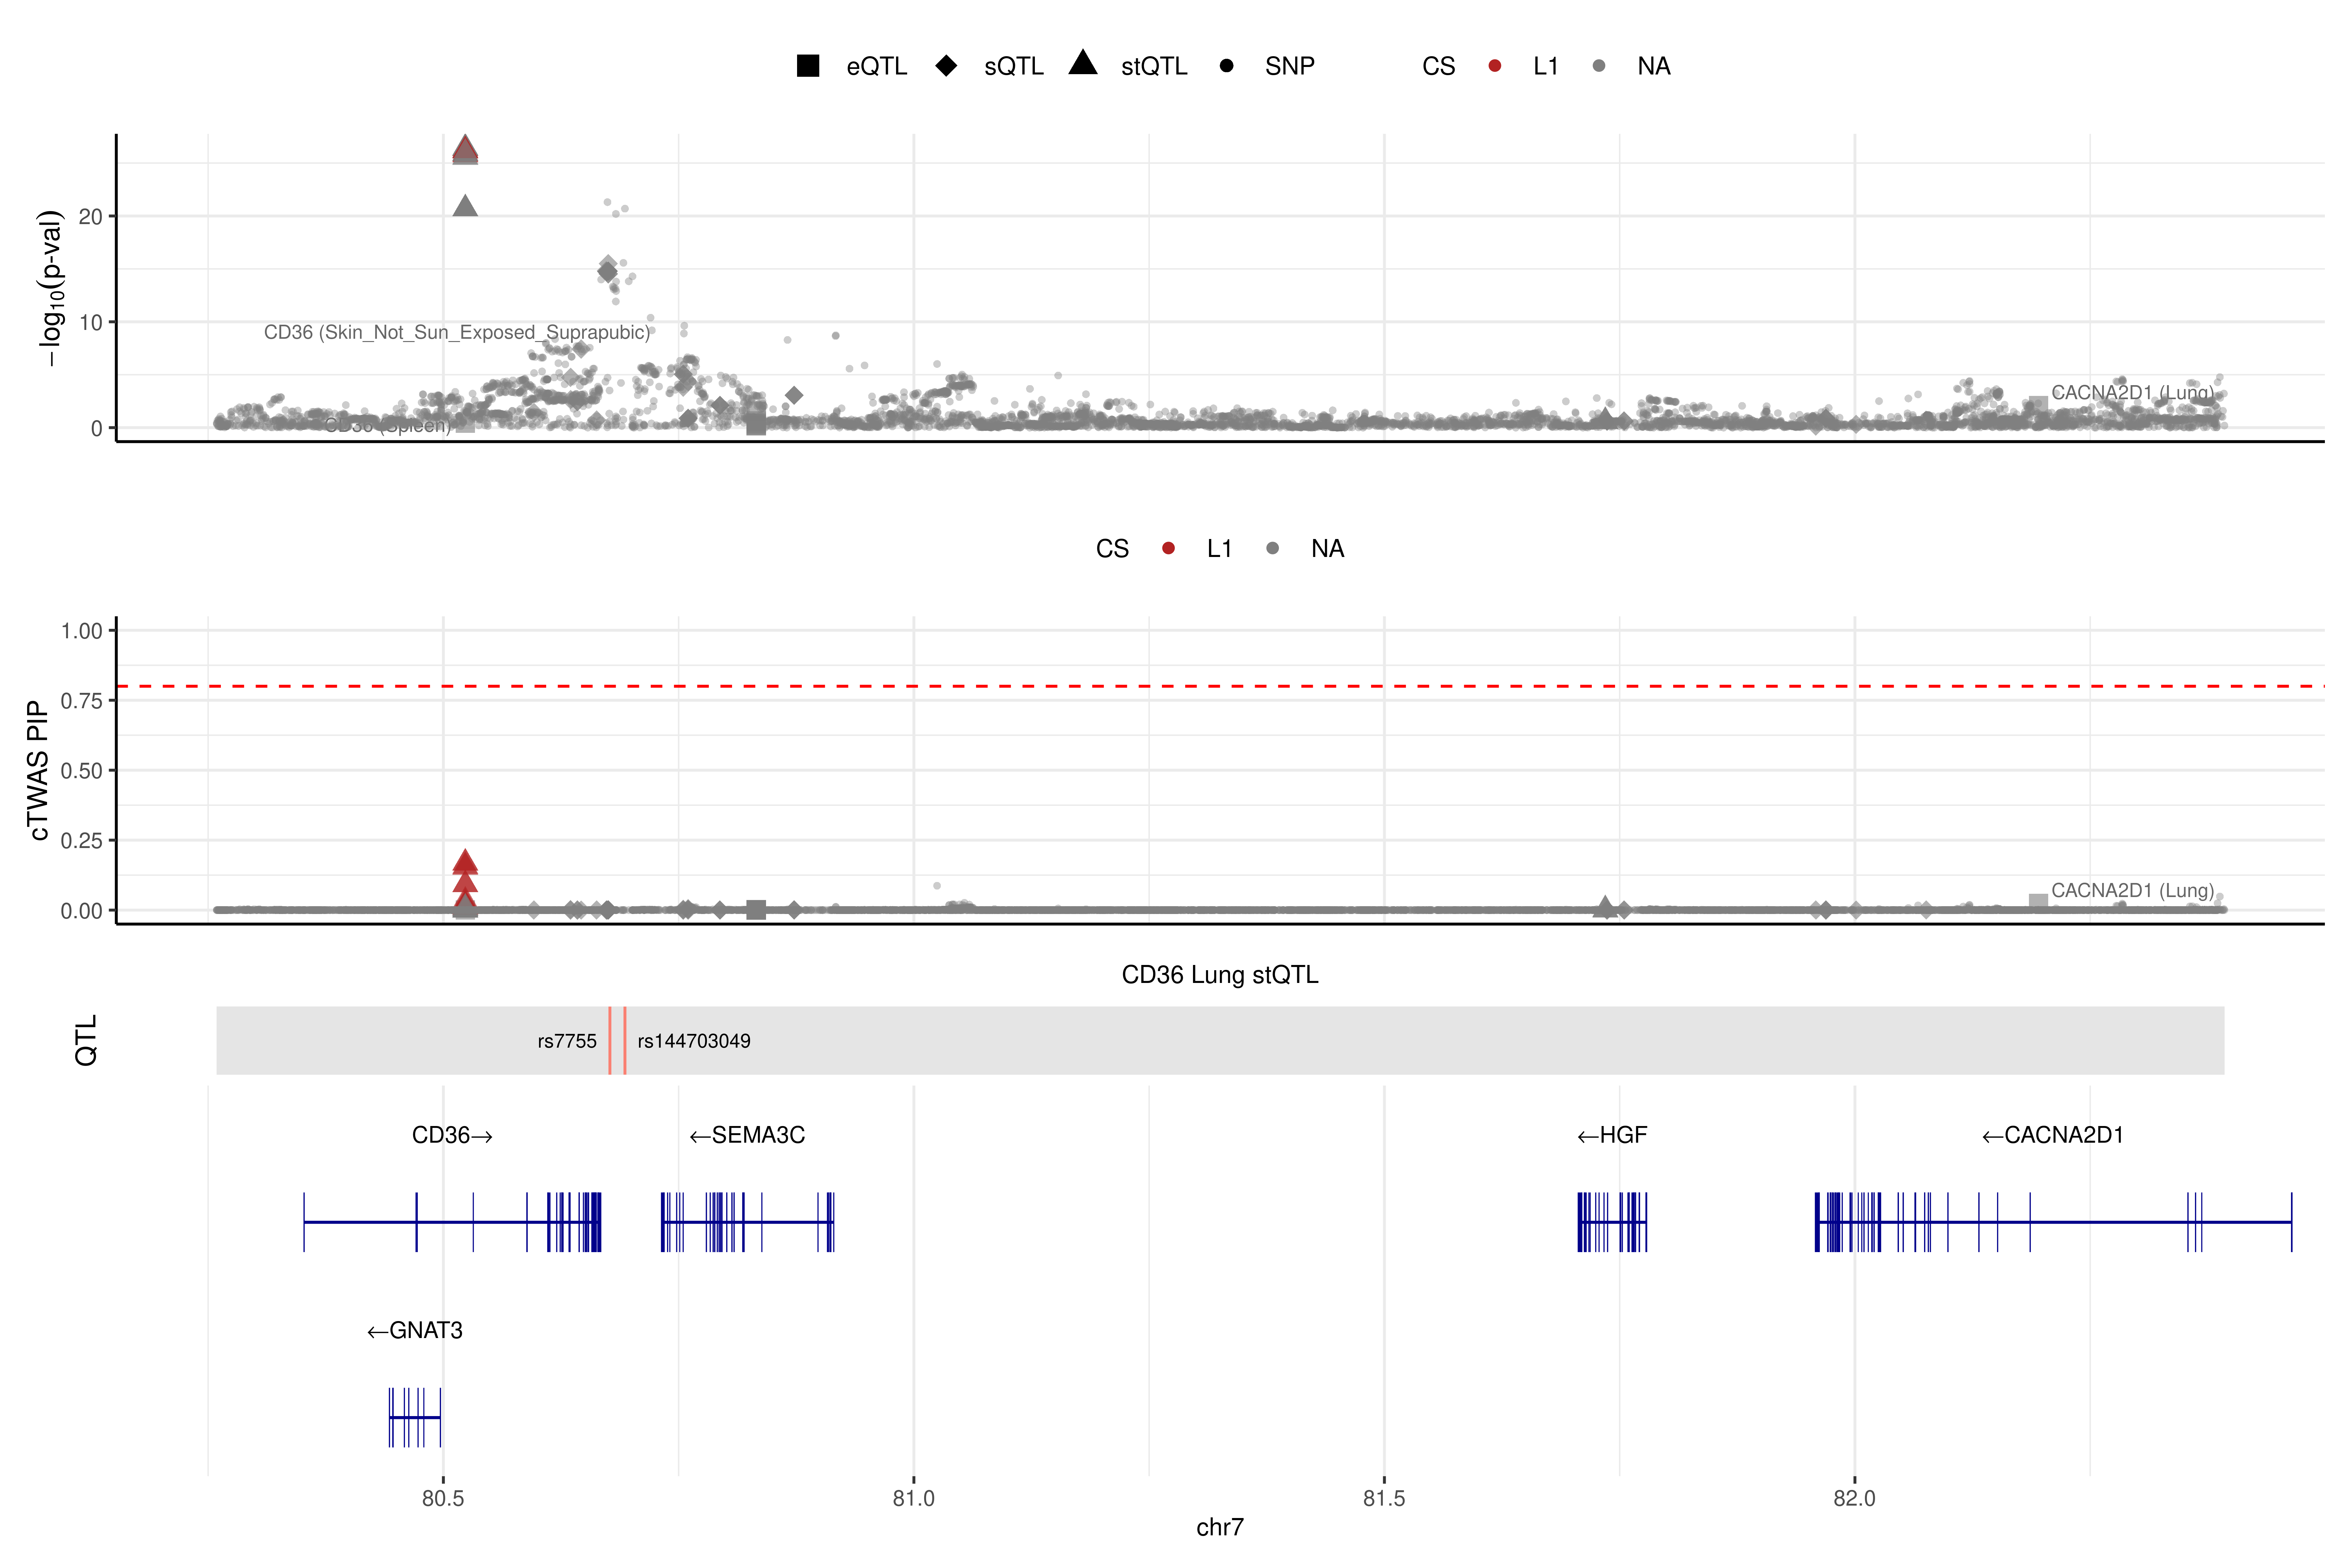 eQTL sQTL stQTL SNP CS L1 NA
−log10(p-val)
20
10
0
CD36 (Skin_Not_Sun_Exposed_Suprapubic)
CD36 (Spleen)
CACNA2D1 (Lung)
CS L1 NA
cTWAS PIP
1.00
0.75
0.50
0.25
0.00
CACNA2D1 (Lung)
CD36 Lung stQTL
QTL
rs7755 rs144703049
CD36→ ←SEMA3C ←HGF ←CACNA2D1
←GNAT3
80.5 81.0 81.5 82.0
chr7